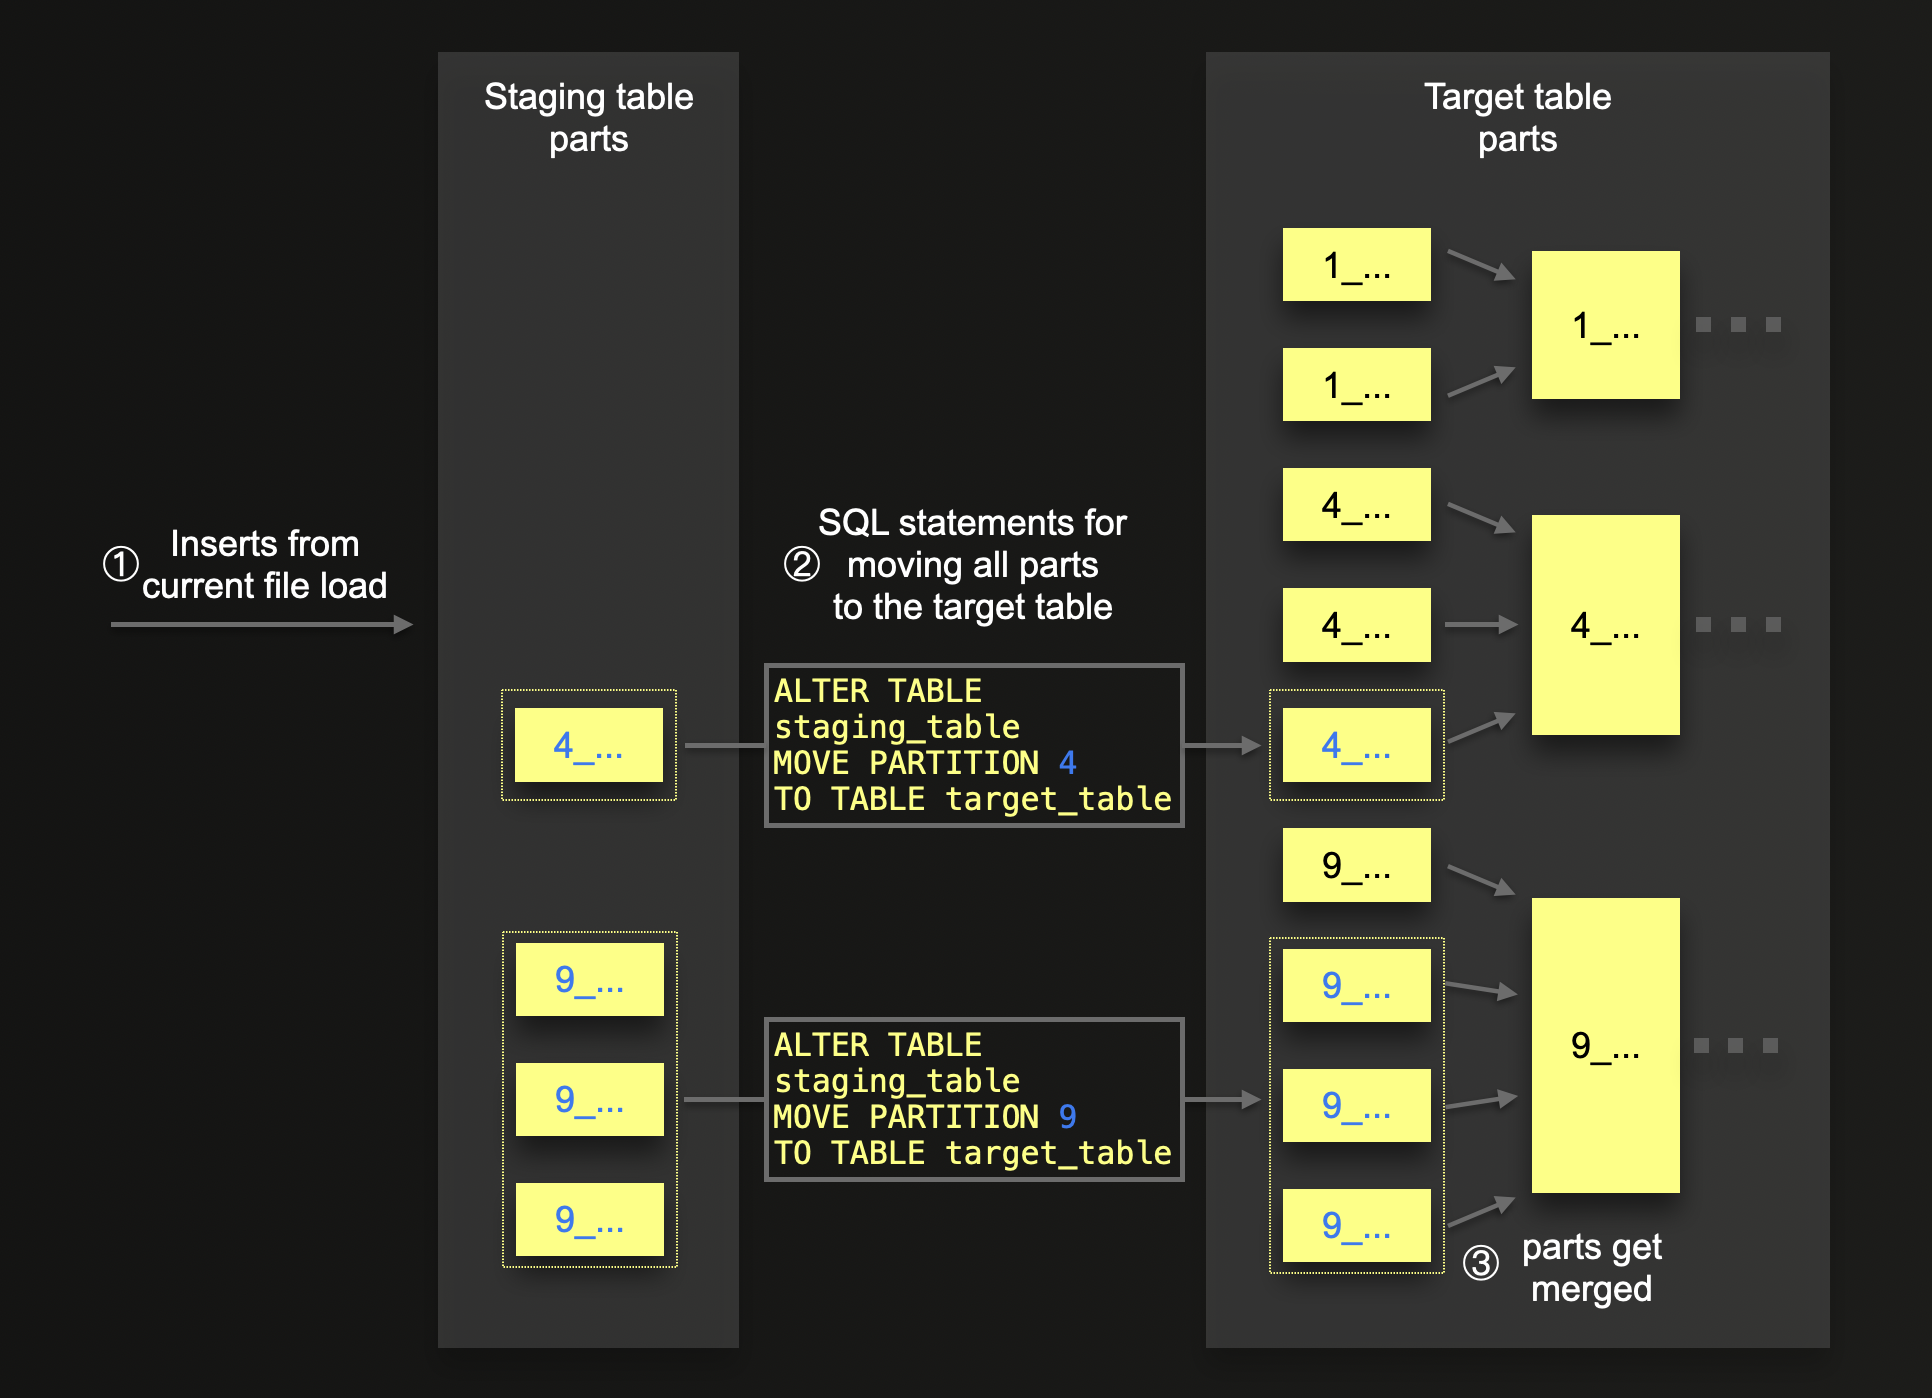 Staging table
parts
Target table
parts
① Inserts from
current file load
② SQL statements for
moving all parts
to the target table
4_...
ALTER TABLE
staging_table
MOVE PARTITION 4
TO TABLE target_table
9_...
9_...
9_...
ALTER TABLE
staging_table
MOVE PARTITION 9
TO TABLE target_table
1_...
1_...
1_...
4_...
4_...
4_...
4_...
9_...
9_...
9_...
9_...
9_...
③ parts get
merged